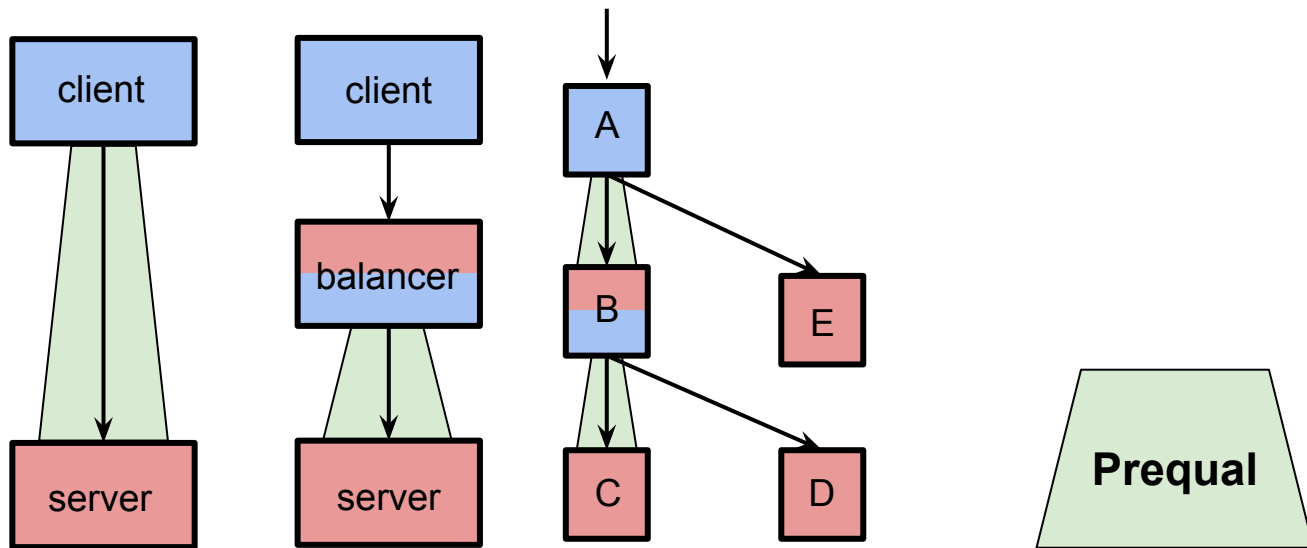 client
server
client
balancer
server
A
B
E
C
D
Prequal